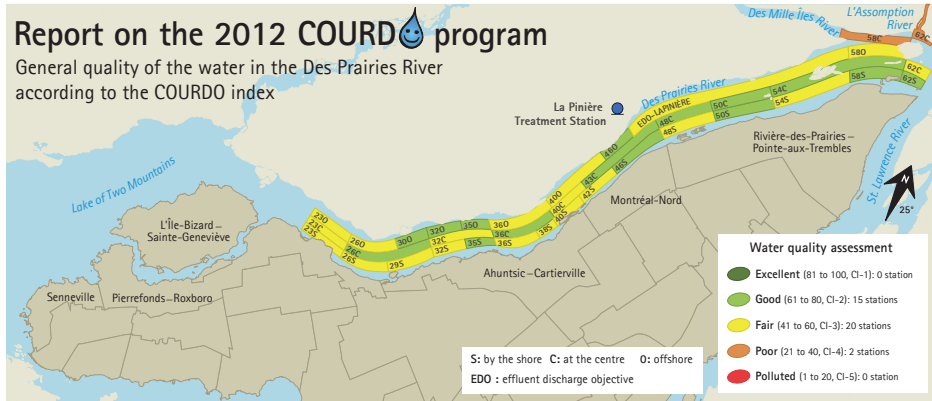 Report on the 2012 COURDO program
General quality of the water in the Des Prairies River
according to the COURDO index
Des Mille Îles River
L'Assomption
River
58C
62C
58O
62C
58S
62S
Des Prairies River
La Pinière
Treatment Station
EDO-LAPINIÈRE
54C
54S
50C
50S
48C
48S
46O
46S
Rivière-des-Prairies –
Pointe-aux-Trembles
St. Lawrence River
N
25°
43C
42S
40O
40C
40S
Montréal-Nord
Lake of Two Mountains
L'Île-Bizard –
Sainte-Geneviève
23O
23C
23S
26O
26C
26S
29S
30O
32O
32C
32S
35O
35S
36O
36C
36S
38S
Ahuntsic – Cartierville
Senneville
Pierrefonds – Roxboro
Water quality assessment
Excellent (81 to 100, CI-1): 0 station
Good (61 to 80, CI-2): 15 stations
Fair (41 to 60, CI-3): 20 stations
Poor (21 to 40, CI-4): 2 stations
Polluted (1 to 20, CI-5): 0 station
S: by the shore C: at the centre O: offshore
EDO : effluent discharge objective